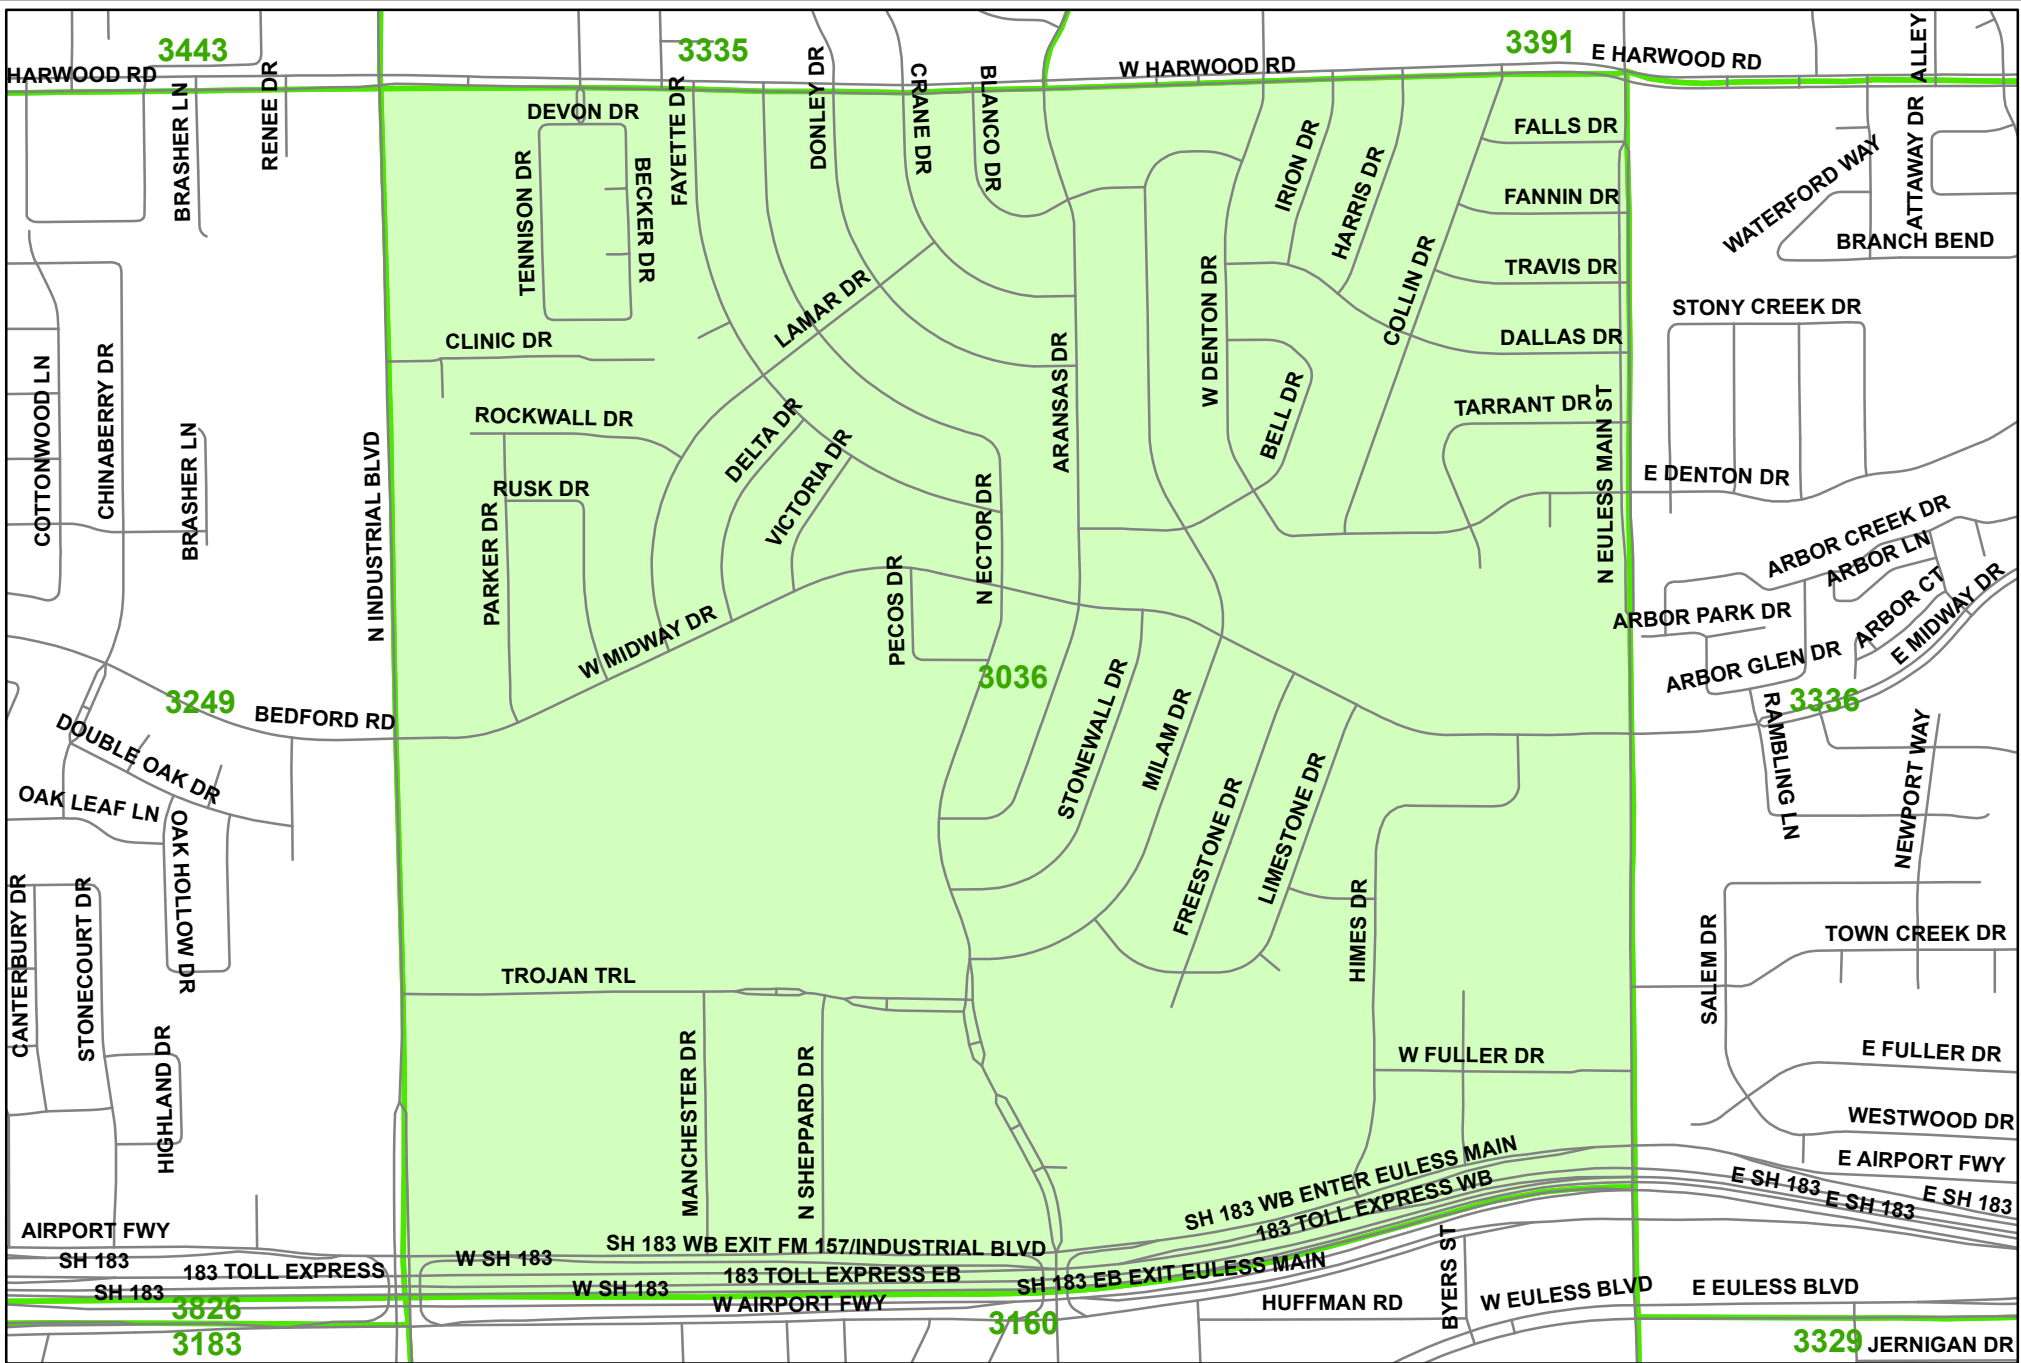 3443
3335
3391
E HARWOOD RD
HARWOOD RD
W HARWOOD RD
ALLEY
BRASHER LN
RENEE DR
DEVON DR
FAYETTE DR
DONLEY DR
CRANE DR
BLANCO DR
TENNISON DR
BECKER DR
IRION DR
HARRIS DR
FALLS DR
FANNIN DR
TRAVIS DR
DALLAS DR
TARRANT DR
COLLIN DR
WATERFORD WAY
ATTAWAY DR
BRANCH BEND
STONY CREEK DR
CLINIC DR
LAMAR DR
ARANSAS DR
W DENTON DR
BELL DR
COTTONWOOD LN
CHINABERRY DR
BRASHER LN
N INDUSTRIAL BLVD
ROCKWALL DR
RUSK DR
PARKER DR
DELTA DR
VICTORIA DR
N ECTOR DR
PECOS DR
W MIDWAY DR
N EULESS MAIN ST
E DENTON DR
ARBOR CREEK DR
ARBOR LN
ARBOR CT
E MIDWAY DR
ARBOR PARK DR
ARBOR GLEN DR
3249
BEDFORD RD
3036
3336
DOUBLE OAK DR
OAK LEAF LN
OAK HOLLOW DR
STONEWALL DR
MILAM DR
FREESTONE DR
LIMESTONE DR
HIMES DR
RAMBLING LN
NEWPORT WAY
CANTERBURY DR
STONECOURT DR
HIGHLAND DR
TROJAN TRL
MANCHESTER DR
N SHEPPARD DR
W FULLER DR
SALEM DR
TOWN CREEK DR
E FULLER DR
WESTWOOD DR
E AIRPORT FWY
E SH 183
E SH 183
E SH 183
AIRPORT FWY
SH 183
183 TOLL EXPRESS
SH 183
W SH 183
SH 183 WB EXIT FM 157/INDUSTRIAL BLVD
SH 183 WB ENTER EULESS MAIN
183 TOLL EXPRESS WB
183 TOLL EXPRESS EB
W SH 183
SH 183 EB EXIT EULESS MAIN
W AIRPORT FWY
3826
3183
3160
HUFFMAN RD
BYERS ST
W EULESS BLVD
E EULESS BLVD
3329
JERNIGAN DR